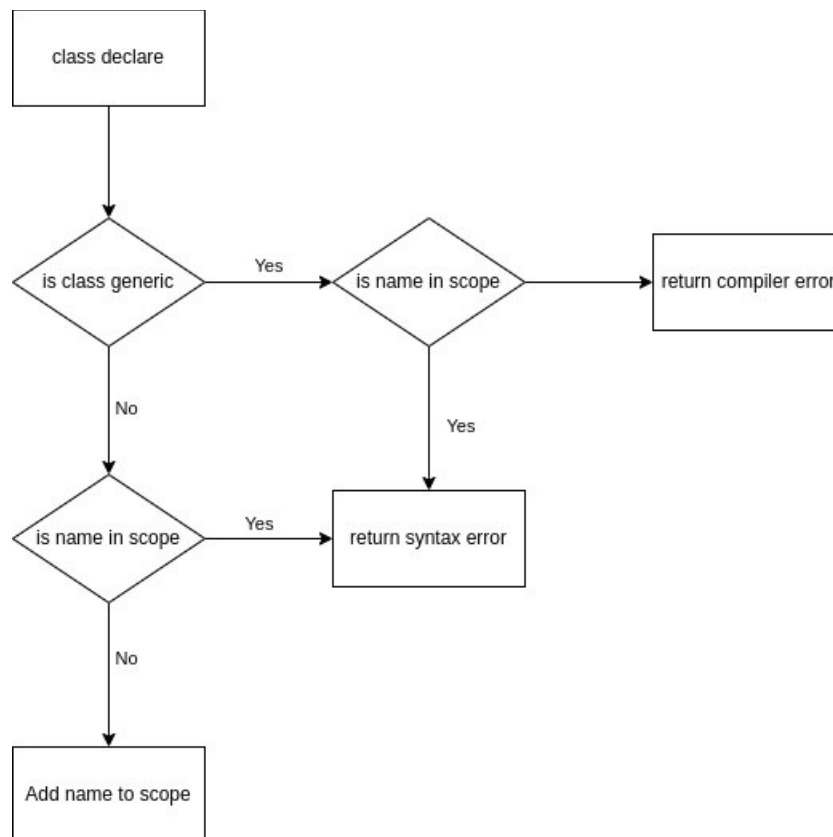 class declare
is class generic
Yes
is name in scope
return compiler error
No
Yes
is name in scope
Yes
return syntax error
No
Add name to scope